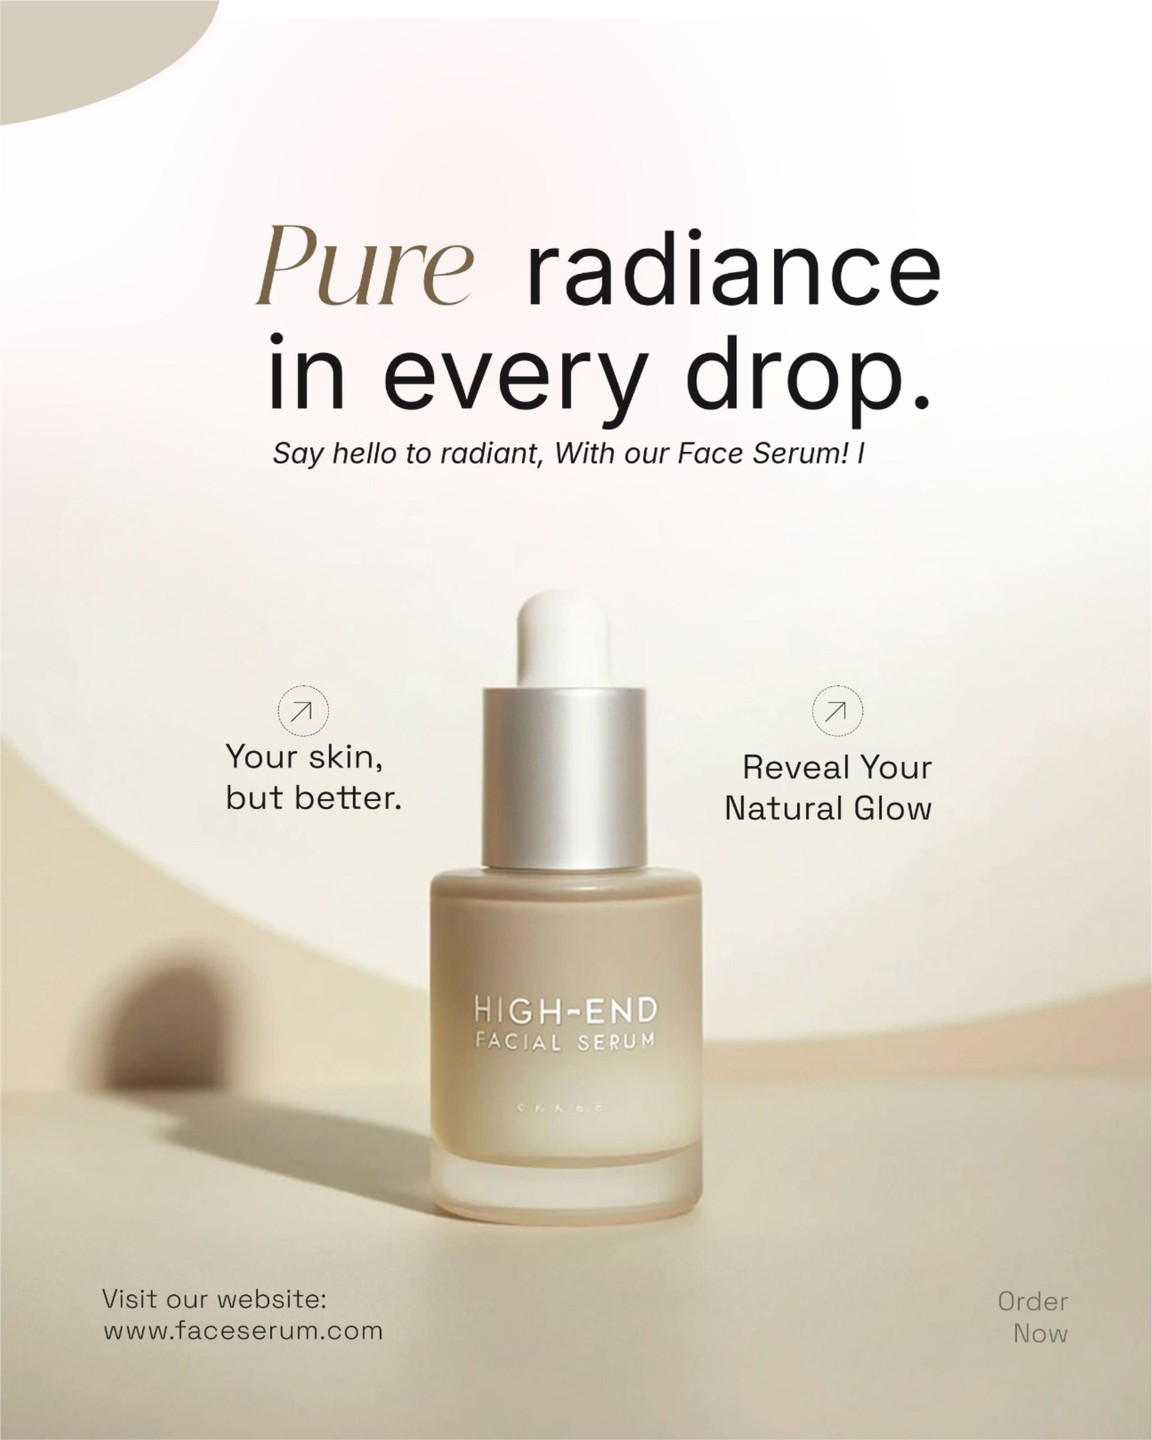 Pure radiance
in every drop.
Say hello to radiant, With our Face Serum! I
Your skin,
but better.
Reveal Your
Natural Glow
HIGH-END
FACIAL SERUM
Visit our website:
www.faceserum.com
Order
Now